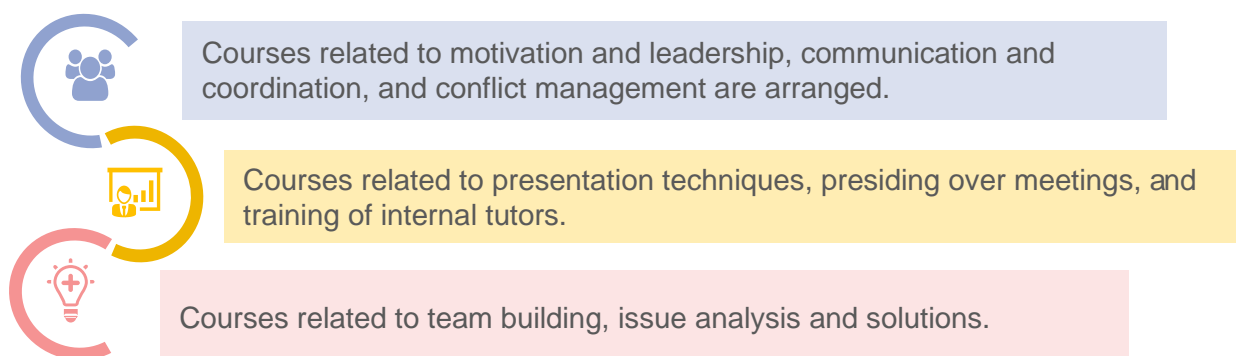 Courses related to motivation and leadership, communication and
coordination, and conflict management are arranged.
Courses related to presentation techniques, presiding over meetings, and
training of internal tutors.
Courses related to team building, issue analysis and solutions.